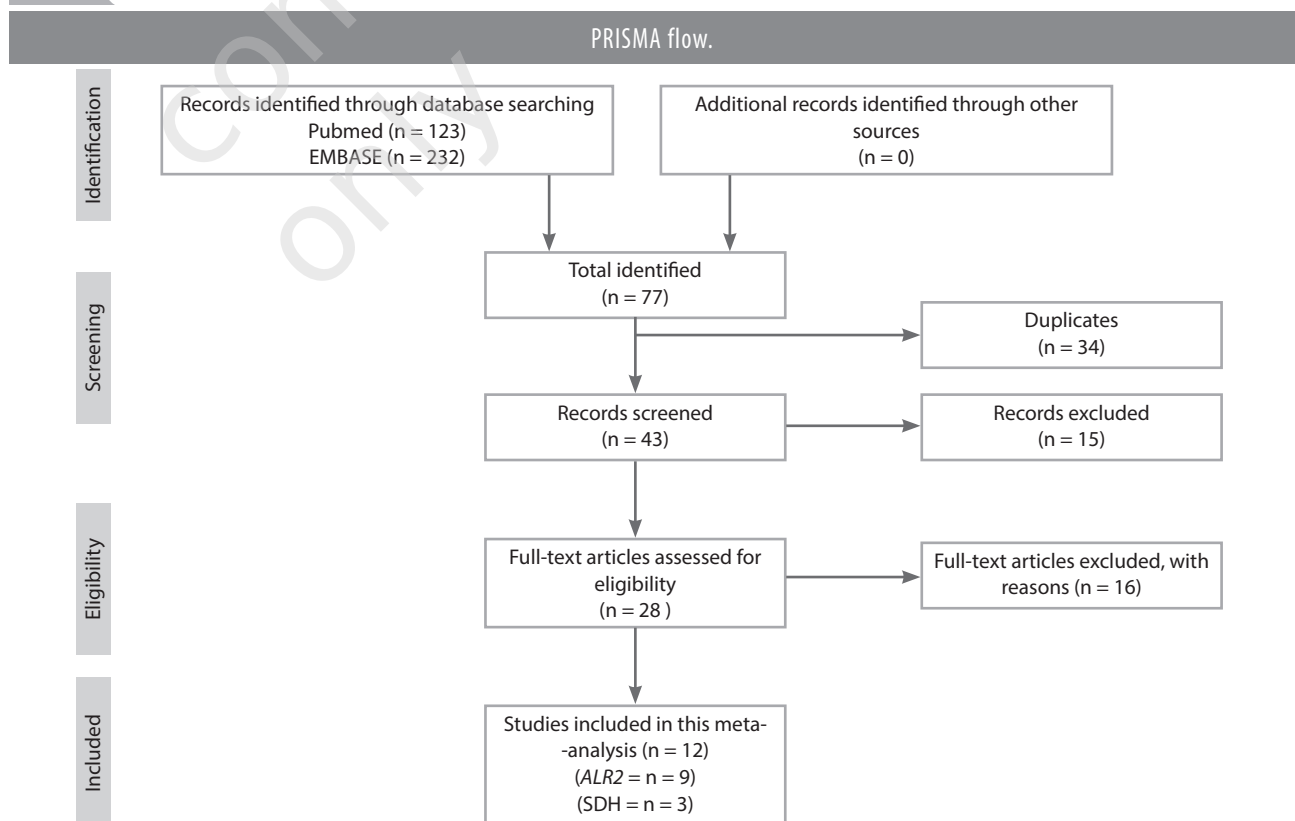 PRISMA flow.
Identification
Records identified through database searching
Pubmed (n = 123)
EMBASE (n = 232)
Additional records identified through other
sources
(n = 0)
Total identified
(n = 77)
Screening
Duplicates
(n = 34)
Records screened
(n = 43)
Records excluded
(n = 15)
Eligibility
Full-text articles assessed for
eligibility
(n = 28 )
Full-text articles excluded, with
reasons (n = 16)
Included
Studies included in this meta-
-analysis (n = 12)
(ALR2 = n = 9)
(SDH = n = 3)
only